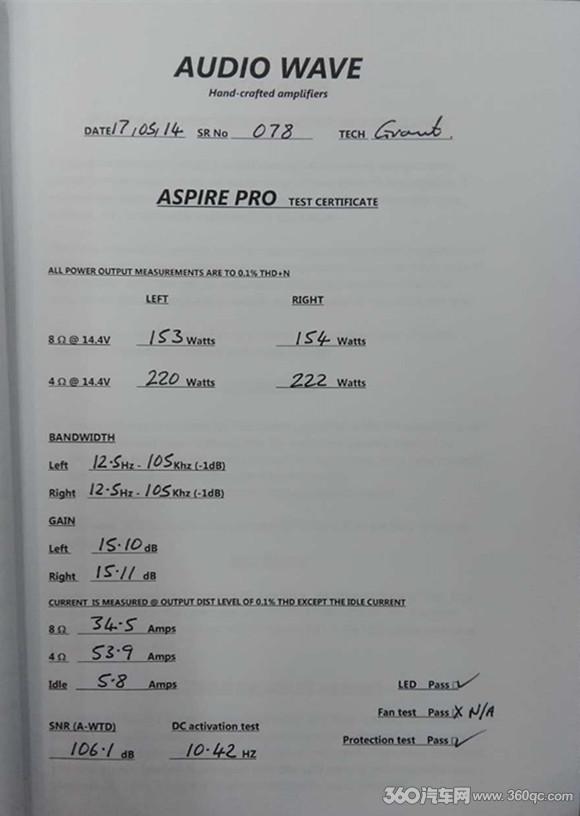 AUDIO WAVE
Hand-crafted amplifiers
DATE 17,05,14 SR No 078 TECH Grant.
ASPIRE PRO TEST CERTIFICATE
ALL POWER OUTPUT MEASUREMENTS ARE TO 0.1% THD+N
LEFT RIGHT
8 Ω @ 14.4V 153 Watts 154 Watts
4 Ω @ 14.4V 220 Watts 222 Watts
BANDWIDTH
Left 12.5Hz - 105Khz (-1dB)
Right 12.5Hz - 105Khz (-1dB)
GAIN
Left 15.10 dB
Right 15.11 dB
CURRENT IS MEASURED @ OUTPUT DIST LEVEL OF 0.1% THD EXCEPT THE IDLE CURRENT
8 Ω 34.5 Amps
4 Ω 53.9 Amps
Idle 5.8 Amps
LED Pass ✓
Fan test Pass X N/A
Protection test Pass ✓
SNR (A-WTD) DC activation test
106.1 dB 10.42 HZ
360汽车网 www.360qc.com